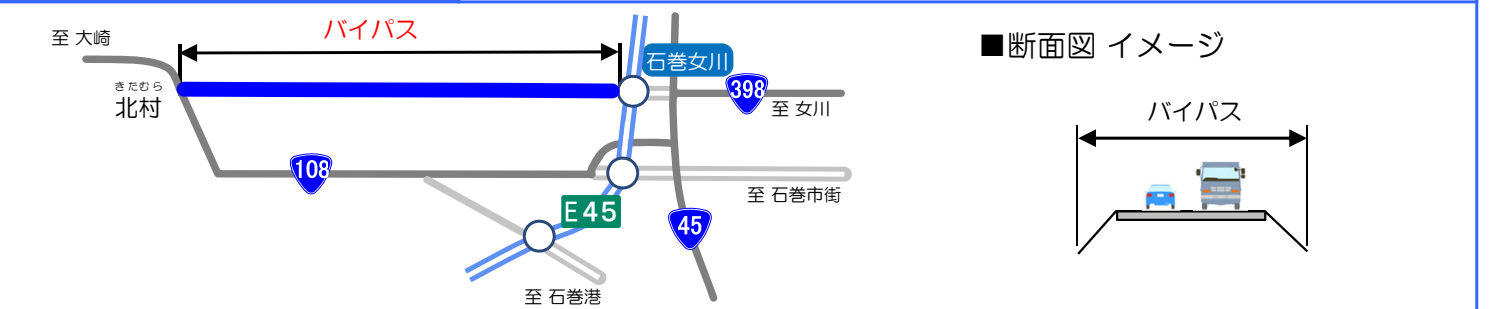 至 大崎
バイパス
石巻女川
■断面図 イメージ
きたむら
北村
398
至 女川
バイパス
108
至 石巻市街
E45
45
至 石巻港